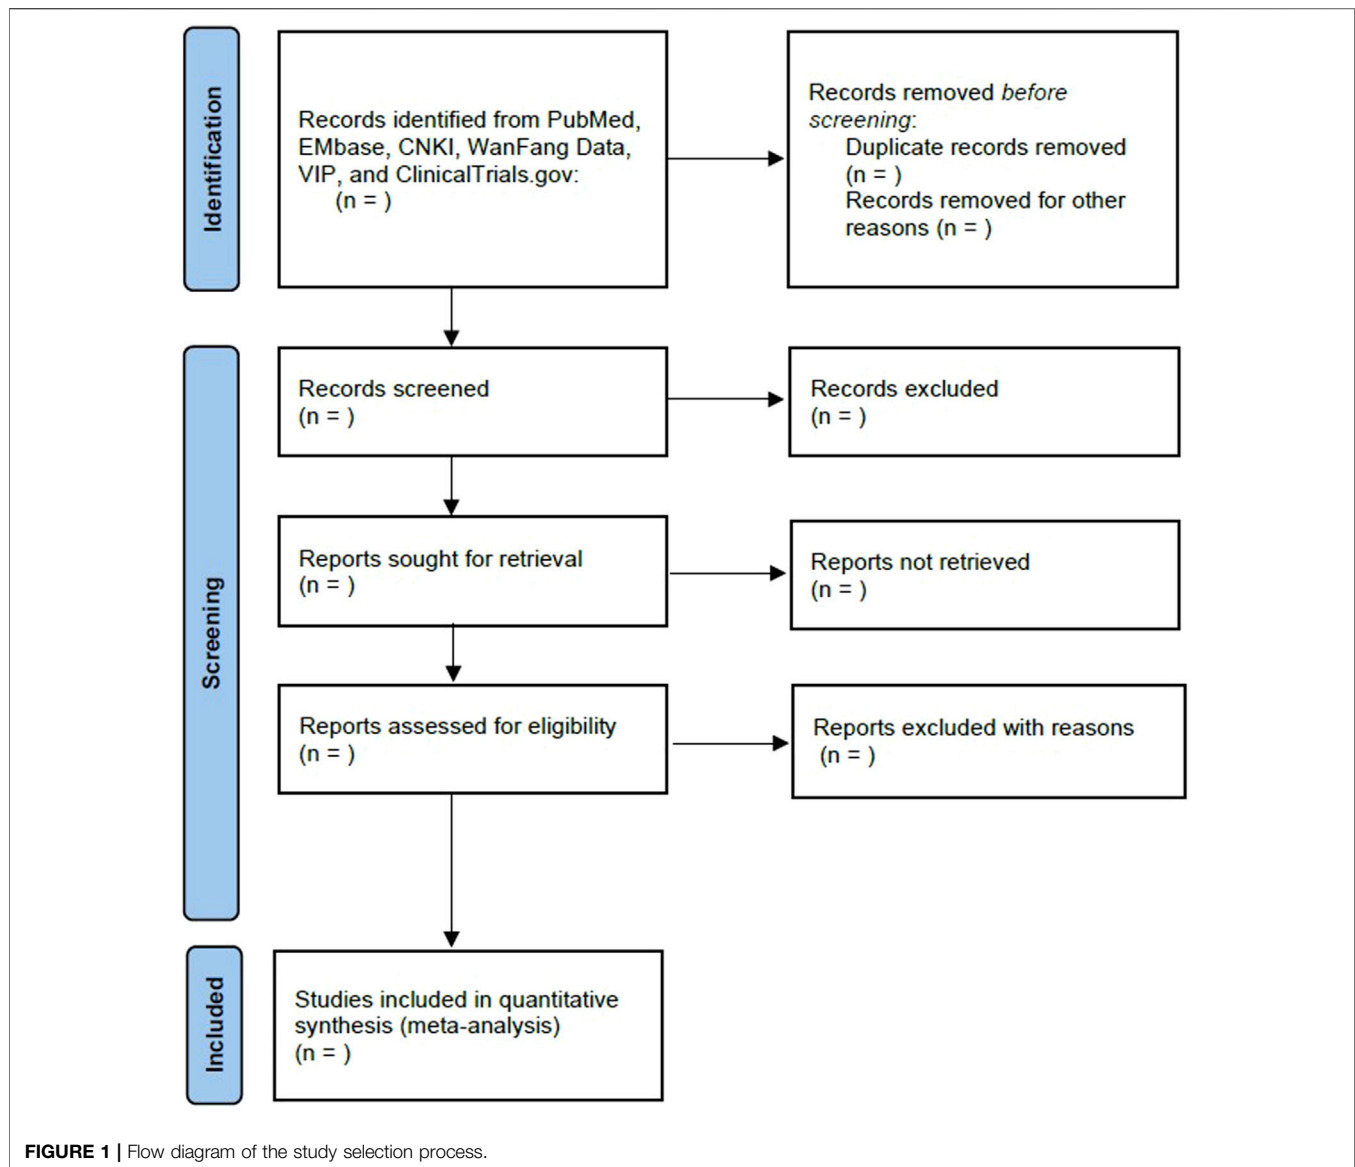 Identification
Records identified from PubMed,
EMbase, CNKI, WanFang Data,
VIP, and ClinicalTrials.gov:
(n = )
Records removed before
screening:
Duplicate records removed
(n = )
Records removed for other
reasons (n = )
Screening
Records screened
(n = )
Records excluded
(n = )
Reports sought for retrieval
(n = )
Reports not retrieved
(n = )
Reports assessed for eligibility
(n = )
Reports excluded with reasons
(n = )
Included
Studies included in quantitative
synthesis (meta-analysis)
(n = )
FIGURE 1 | Flow diagram of the study selection process.